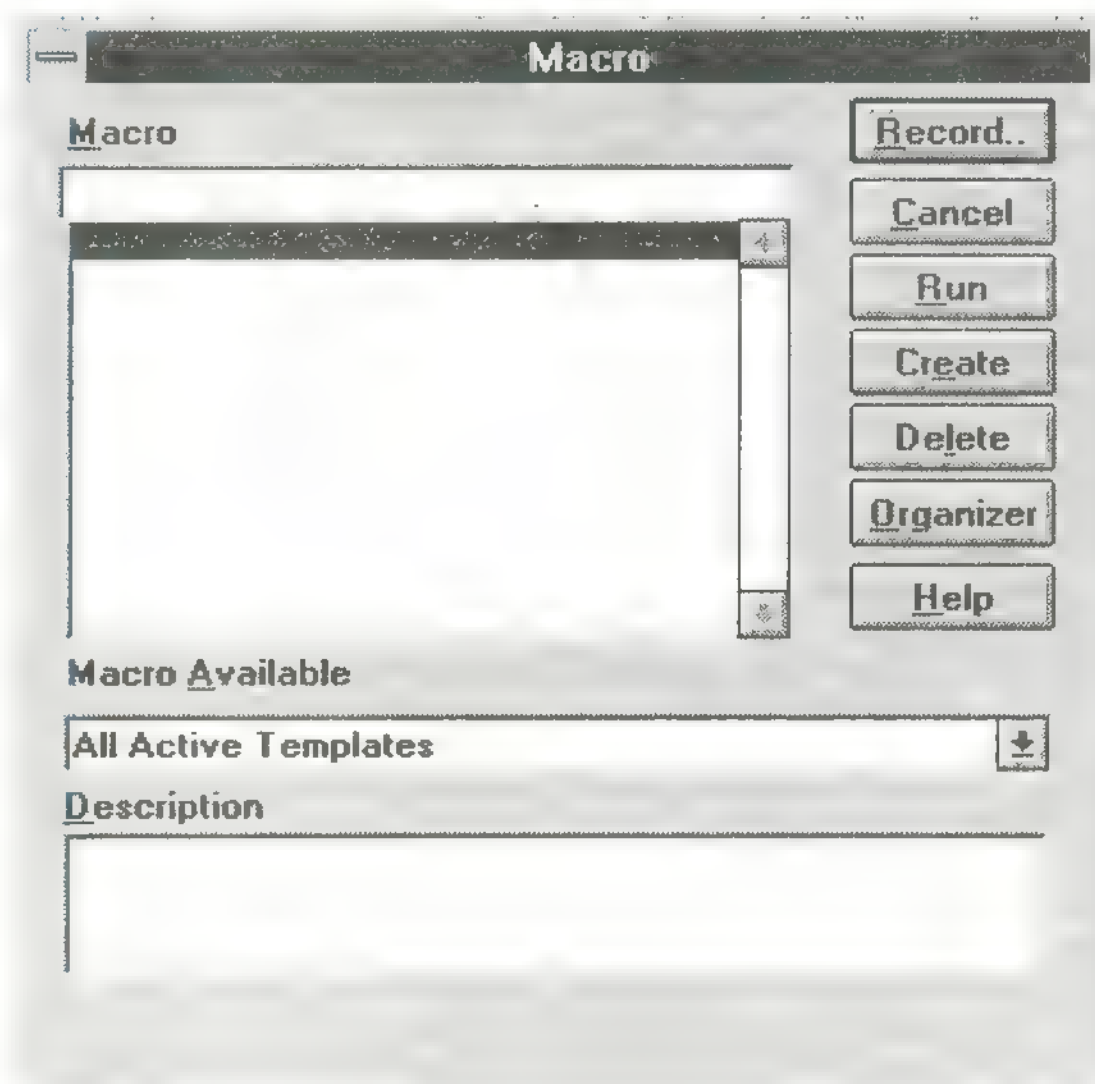 Macro
Macro
Record..
Cancel
Run
Create
Delete
Organizer
Help
Macro Available
All Active Templates
Description